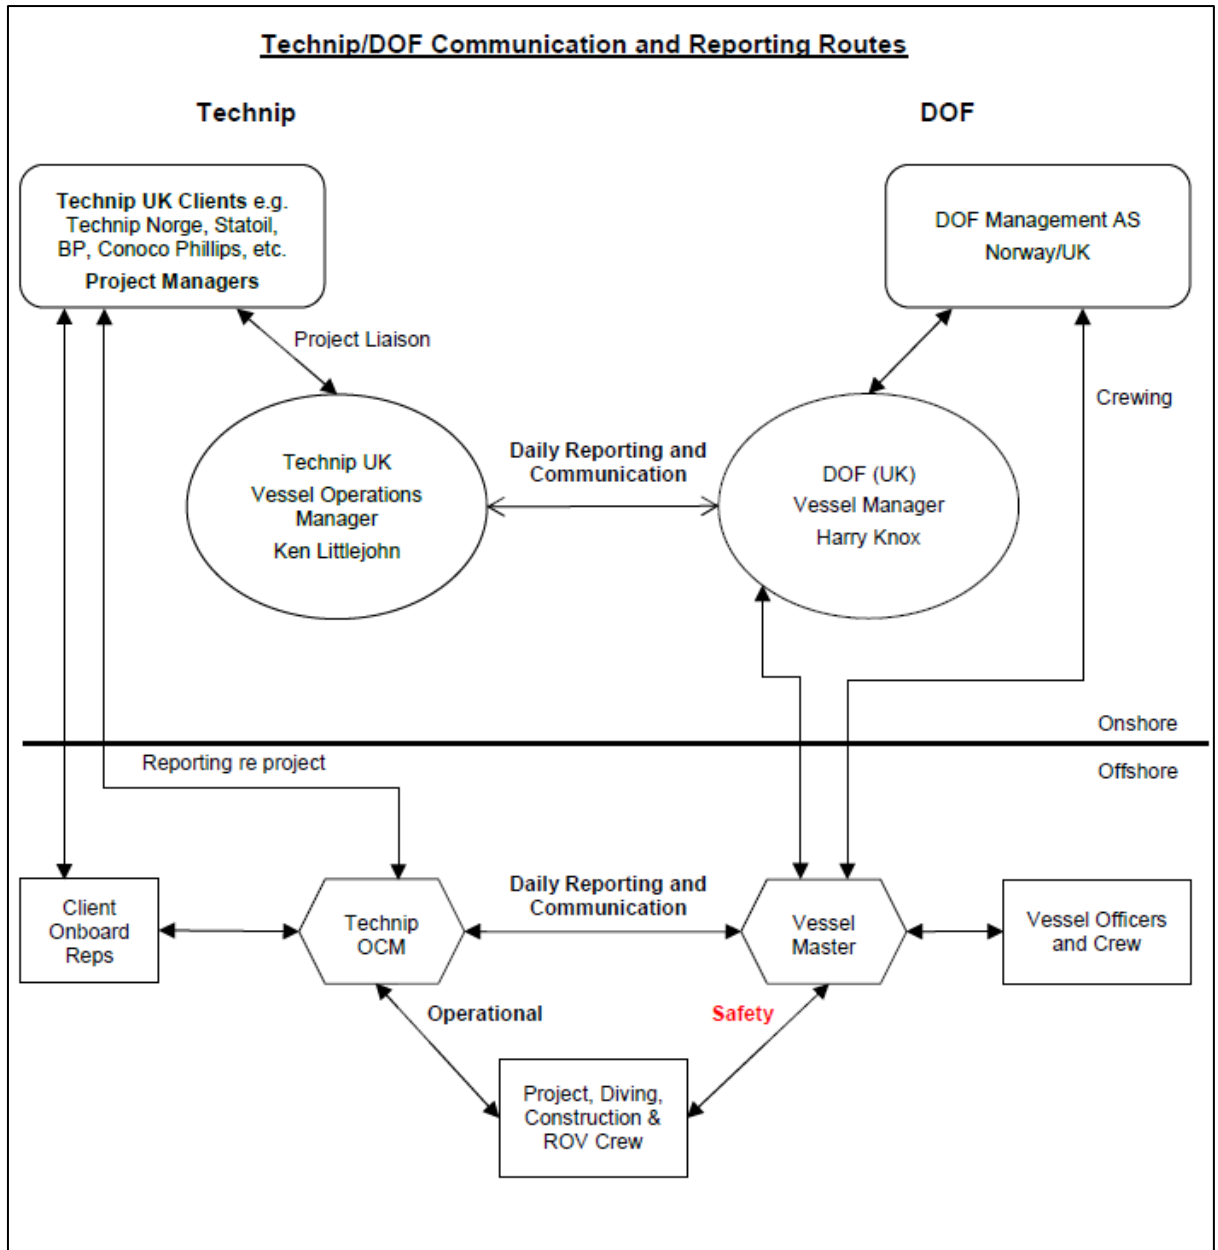 Technip/DOF Communication and Reporting Routes
Technip
DOF
Technip UK Clients e.g.
Technip Norge, Statoil,
BP, Conoco Phillips, etc.
Project Managers
DOF Management AS
Norway/UK
Project Liaison
Crewing
Technip UK
Vessel Operations
Manager
Ken Littlejohn
Daily Reporting and
Communication
DOF (UK)
Vessel Manager
Harry Knox
Onshore
Offshore
Reporting re project
Client
Onboard
Reps
Technip
OCM
Daily Reporting and
Communication
Vessel
Master
Vessel Officers
and Crew
Operational
Safety
Project, Diving,
Construction &
ROV Crew